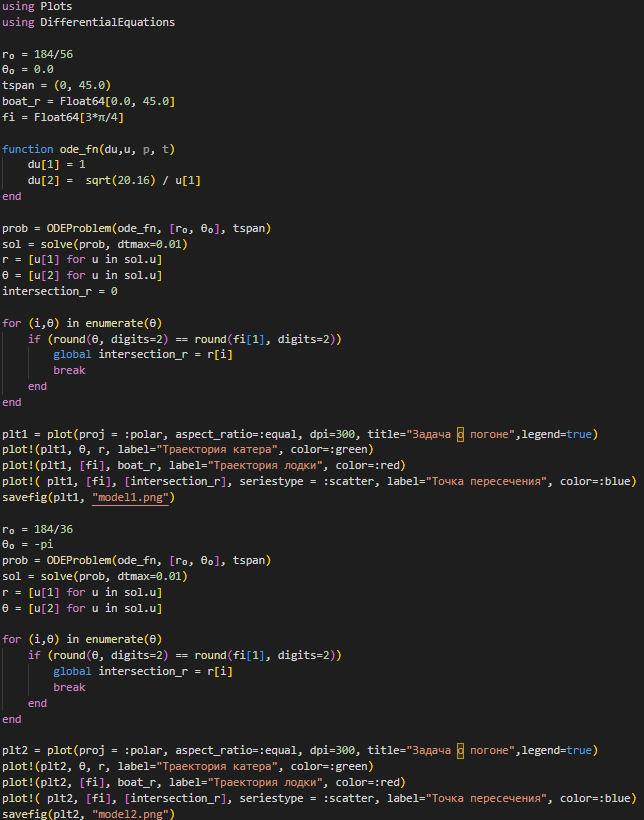 using Plots
using DifferentialEquations
r₀ = 184/56
θ₀ = 0.0
tspan = (0, 45.0)
boat_r = Float64[0.0, 45.0]
fi = Float64[3*π/4]
function ode_fn(du,u, p, t)
du[1] = 1
du[2] =  sqrt(20.16) / u[1]
end
prob = ODEProblem(ode_fn, [r₀, θ₀], tspan)
sol = solve(prob, dtmax=0.01)
r = [u[1] for u in sol.u]
θ = [u[2] for u in sol.u]
intersection_r = 0
for (i,θ) in enumerate(θ)
if (round(θ, digits=2) == round(fi[1], digits=2))
global intersection_r = r[i]
break
end
end
plt1 = plot(proj = :polar, aspect_ratio=:equal, dpi=300, title="Задача о погоне",legend=true)
plot!(plt1, θ, r, label="Траектория катера", color=:green)
plot!(plt1, [fi], boat_r, label="Траектория лодки", color=:red)
plot!( plt1, [fi], [intersection_r], seriestype = :scatter, label="Точка пересечения", color=:blue)
savefig(plt1, "model1.png")
r₀ = 184/36
θ₀ = -pi
prob = ODEProblem(ode_fn, [r₀, θ₀], tspan)
sol = solve(prob, dtmax=0.01)
r = [u[1] for u in sol.u]
θ = [u[2] for u in sol.u]
for (i,θ) in enumerate(θ)
if (round(θ, digits=2) == round(fi[1], digits=2))
global intersection_r = r[i]
break
end
end
plt2 = plot(proj = :polar, aspect_ratio=:equal, dpi=300, title="Задача о погоне",legend=true)
plot!(plt2, θ, r, label="Траектория катера", color=:green)
plot!(plt2, [fi], boat_r, label="Траектория лодки", color=:red)
plot!( plt2, [fi], [intersection_r], seriestype = :scatter, label="Точка пересечения", color=:blue)
savefig(plt2, "model2.png")